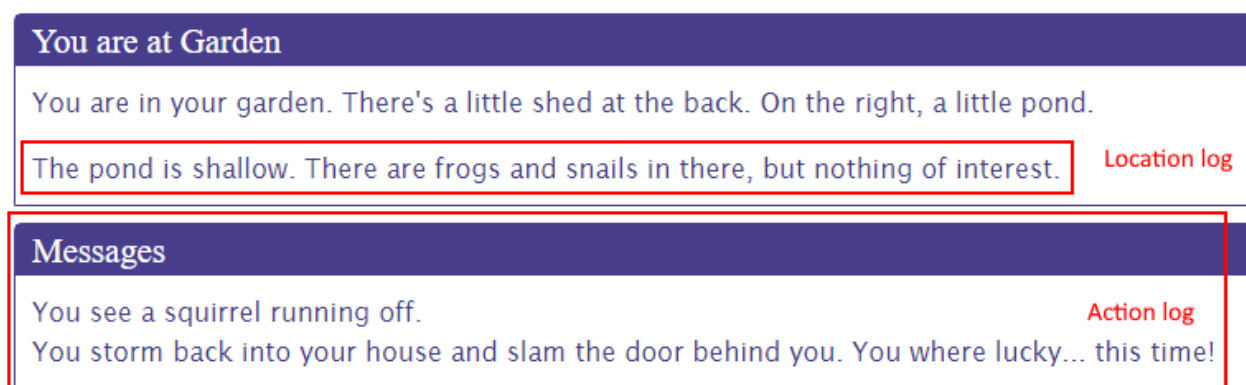 You are at Garden
You are in your garden. There's a little shed at the back. On the right, a little pond.
The pond is shallow. There are frogs and snails in there, but nothing of interest.
Location log
Messages
You see a squirrel running off.
Action log
You storm back into your house and slam the door behind you. You where lucky... this time!